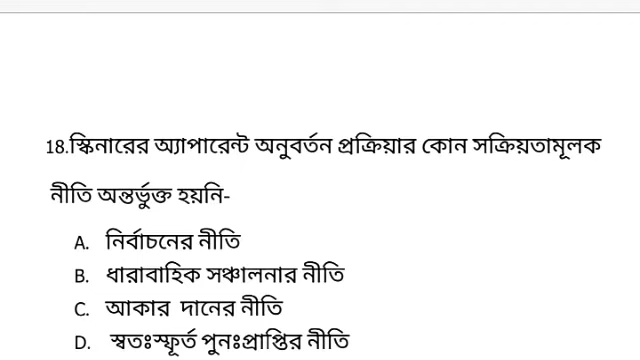 18.স্কিনারের অ্যাপারেন্ট অনুবর্তন প্রক্রিয়ার কোন সক্রিয়তামূলক
নীতি অন্তর্ভুক্ত হয়নি-
A. নির্বাচনের নীতি
B. ধারাবাহিক সঞ্চালনার নীতি
C. আকার দানের নীতি
D. স্বতঃস্ফূর্ত পুনঃপ্রাপ্তির নীতি